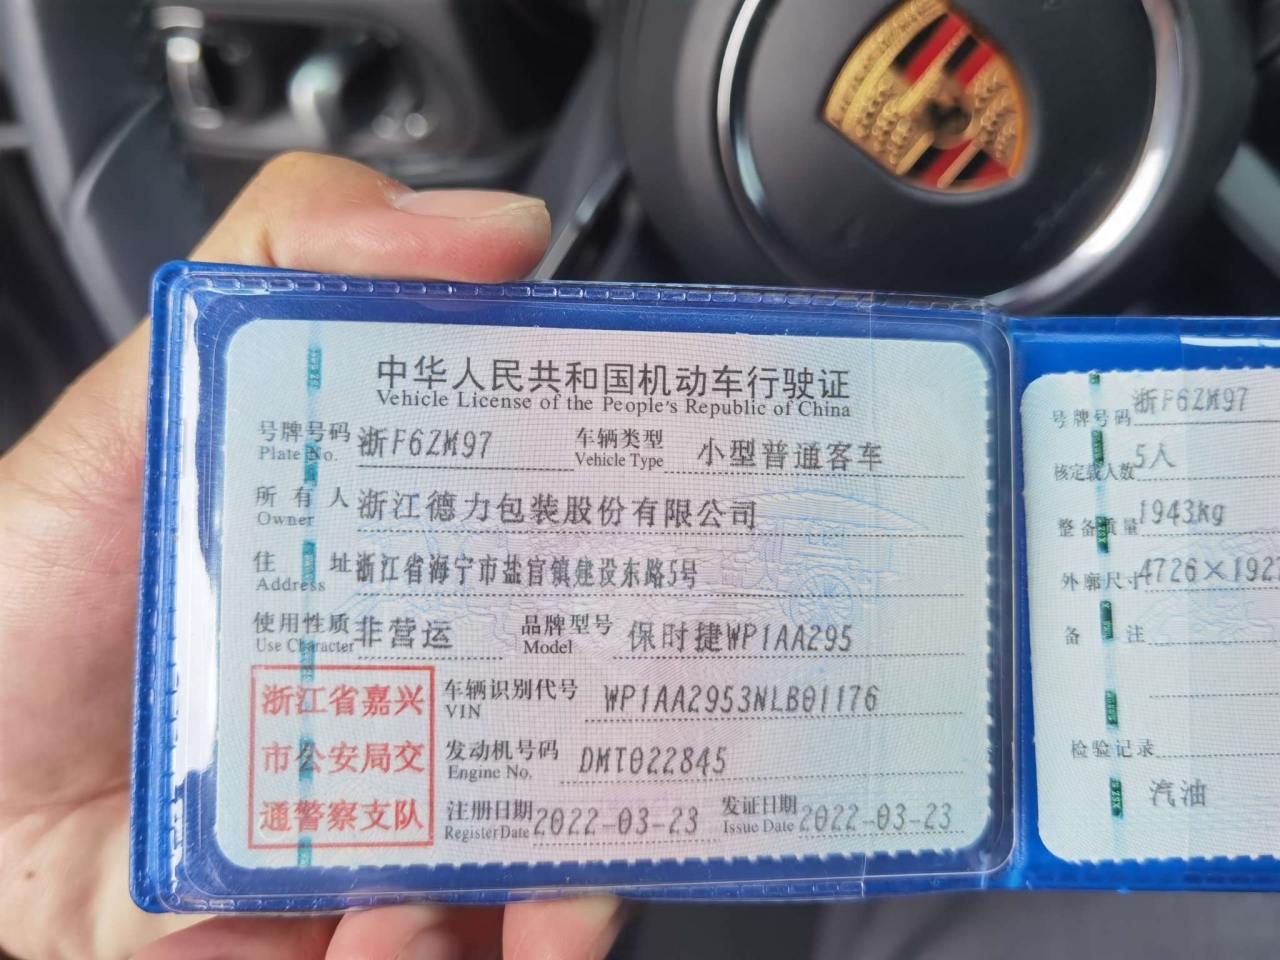 中华人民共和国机动车行驶证
Vehicle License of the People's Republic of China
号牌号码 浙F6ZM97 车辆类型 小型普通客车
Plate No. Vehicle Type
所有人 浙江德力包装股份有限公司
Owner
住址 浙江省海宁市盐官镇建设东路5号
Address
使用性质 非营运 品牌型号 保时捷WP1AA295
Use Character Model
浙江省嘉兴
市公安局交
通警察支队
车辆识别代号 WP1AA2953NLB01176
VIN
发动机号码 DMT022845
Engine No.
注册日期 2022-03-23 发证日期 2022-03-23
Register Date Issue Date
号牌号码 浙F6ZM97
核定载人数 5人
整备质量 1943kg
外廓尺寸 4726×1927
备注
检验记录
汽油